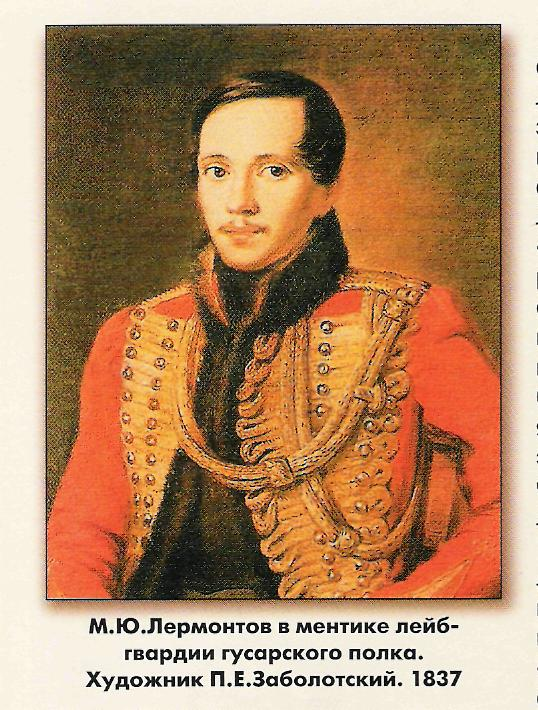 М.Ю.Лермонтов в ментике лейб-
гвардии гусарского полка.
Художник П.Е.Заболотский. 1837